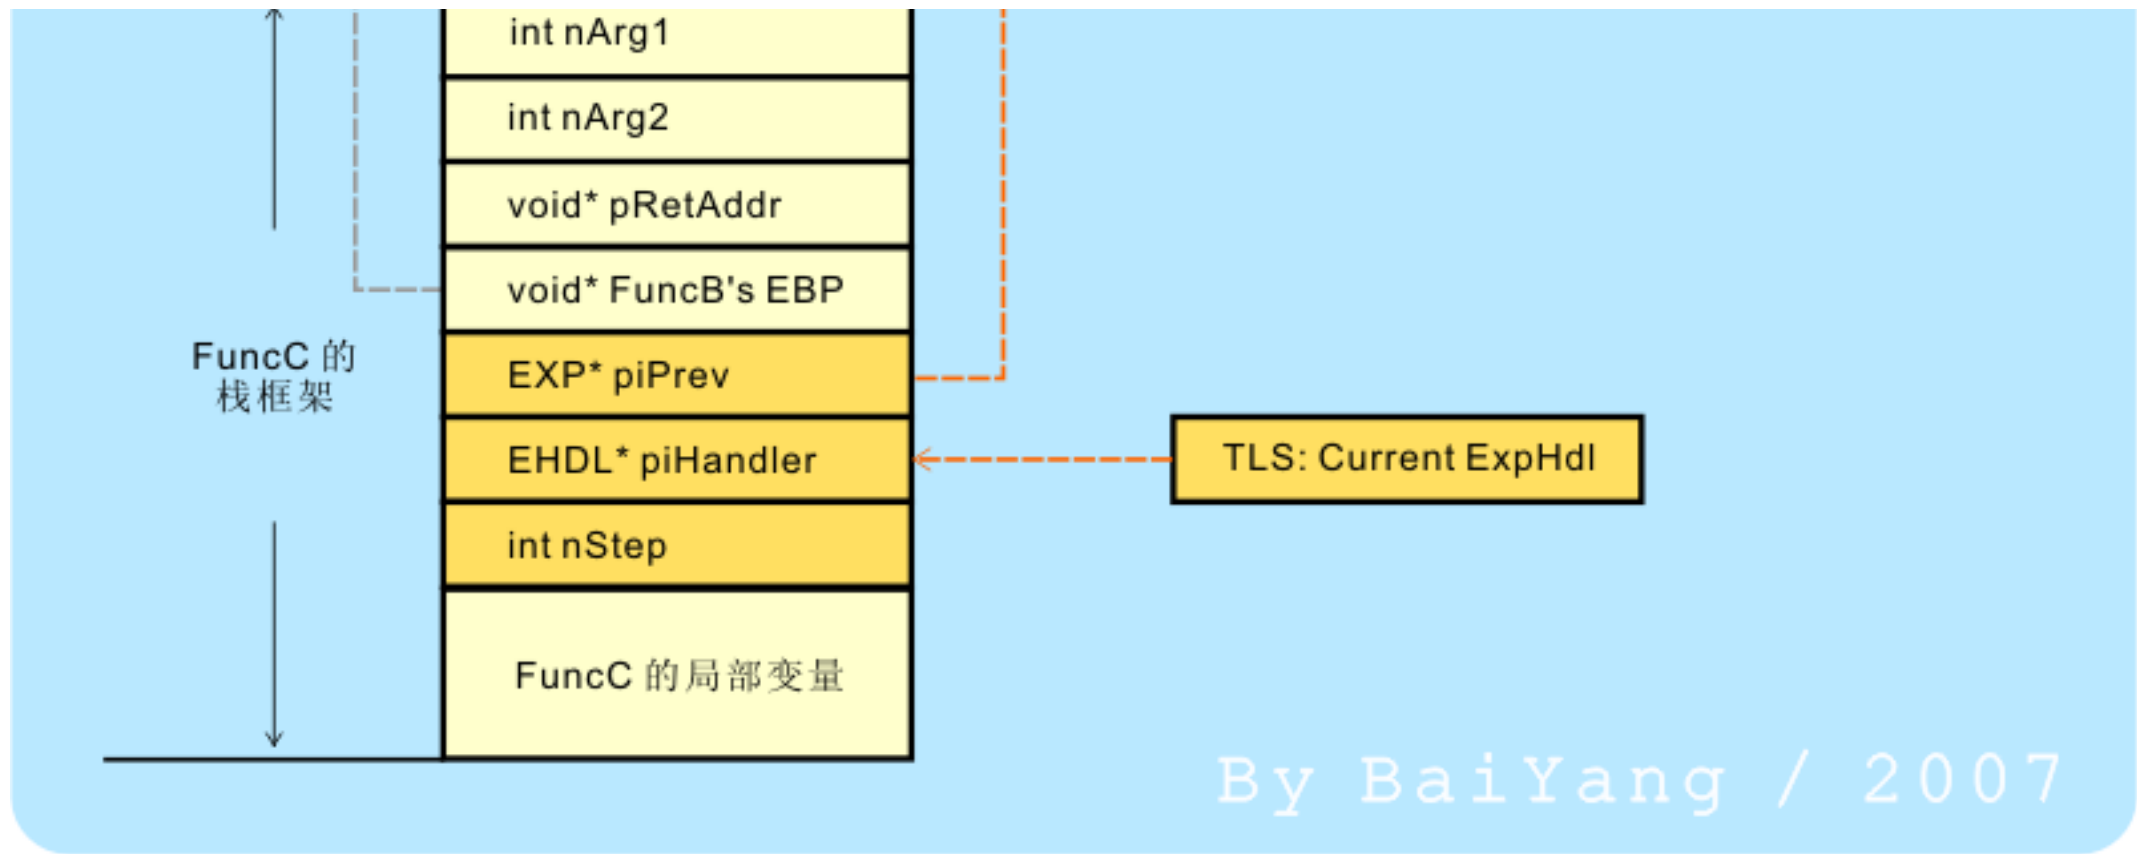 int nArg1
int nArg2
void* pRetAddr
void* FuncB's EBP
FuncC 的
栈框架
EXP* piPrev
EHDL* piHandler
TLS: Current ExpHdl
int nStep
FuncC 的局部变量
By BaiYang / 2007